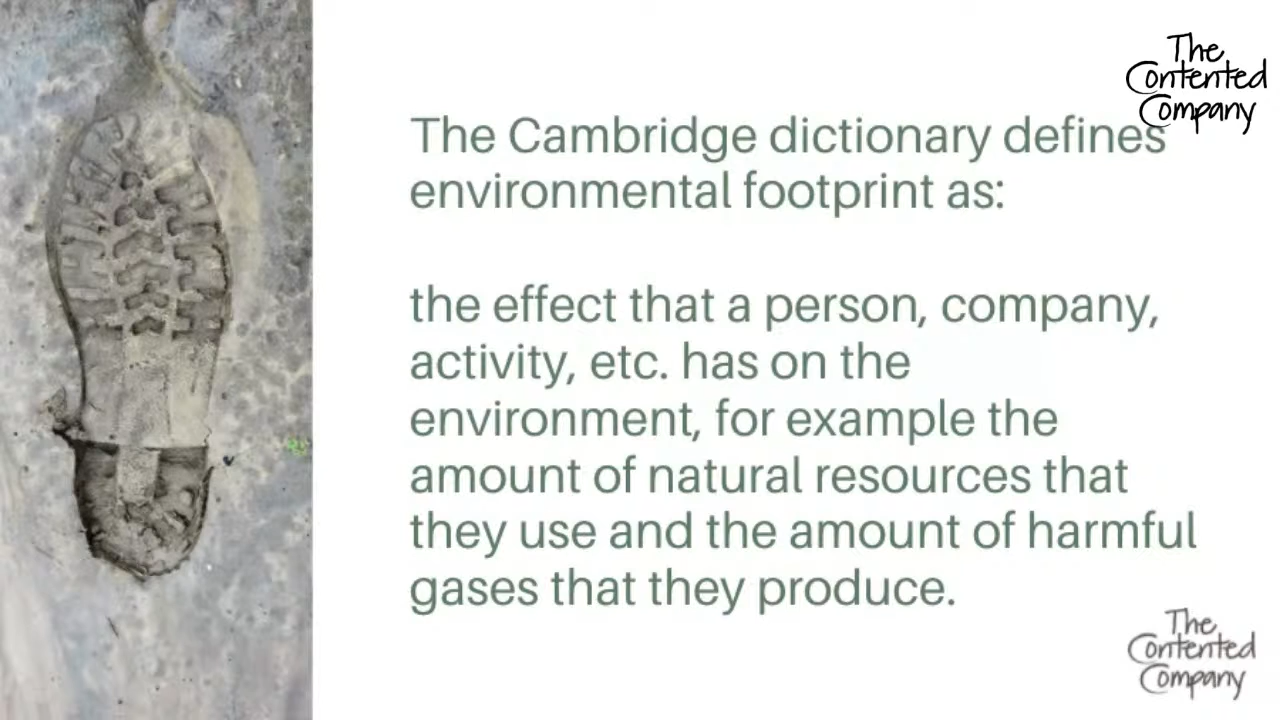 The
Contented
Company
The Cambridge dictionary defines
environmental footprint as:
the effect that a person, company,
activity, etc. has on the
environment, for example the
amount of natural resources that
they use and the amount of harmful
gases that they produce.
The
Contented
Company